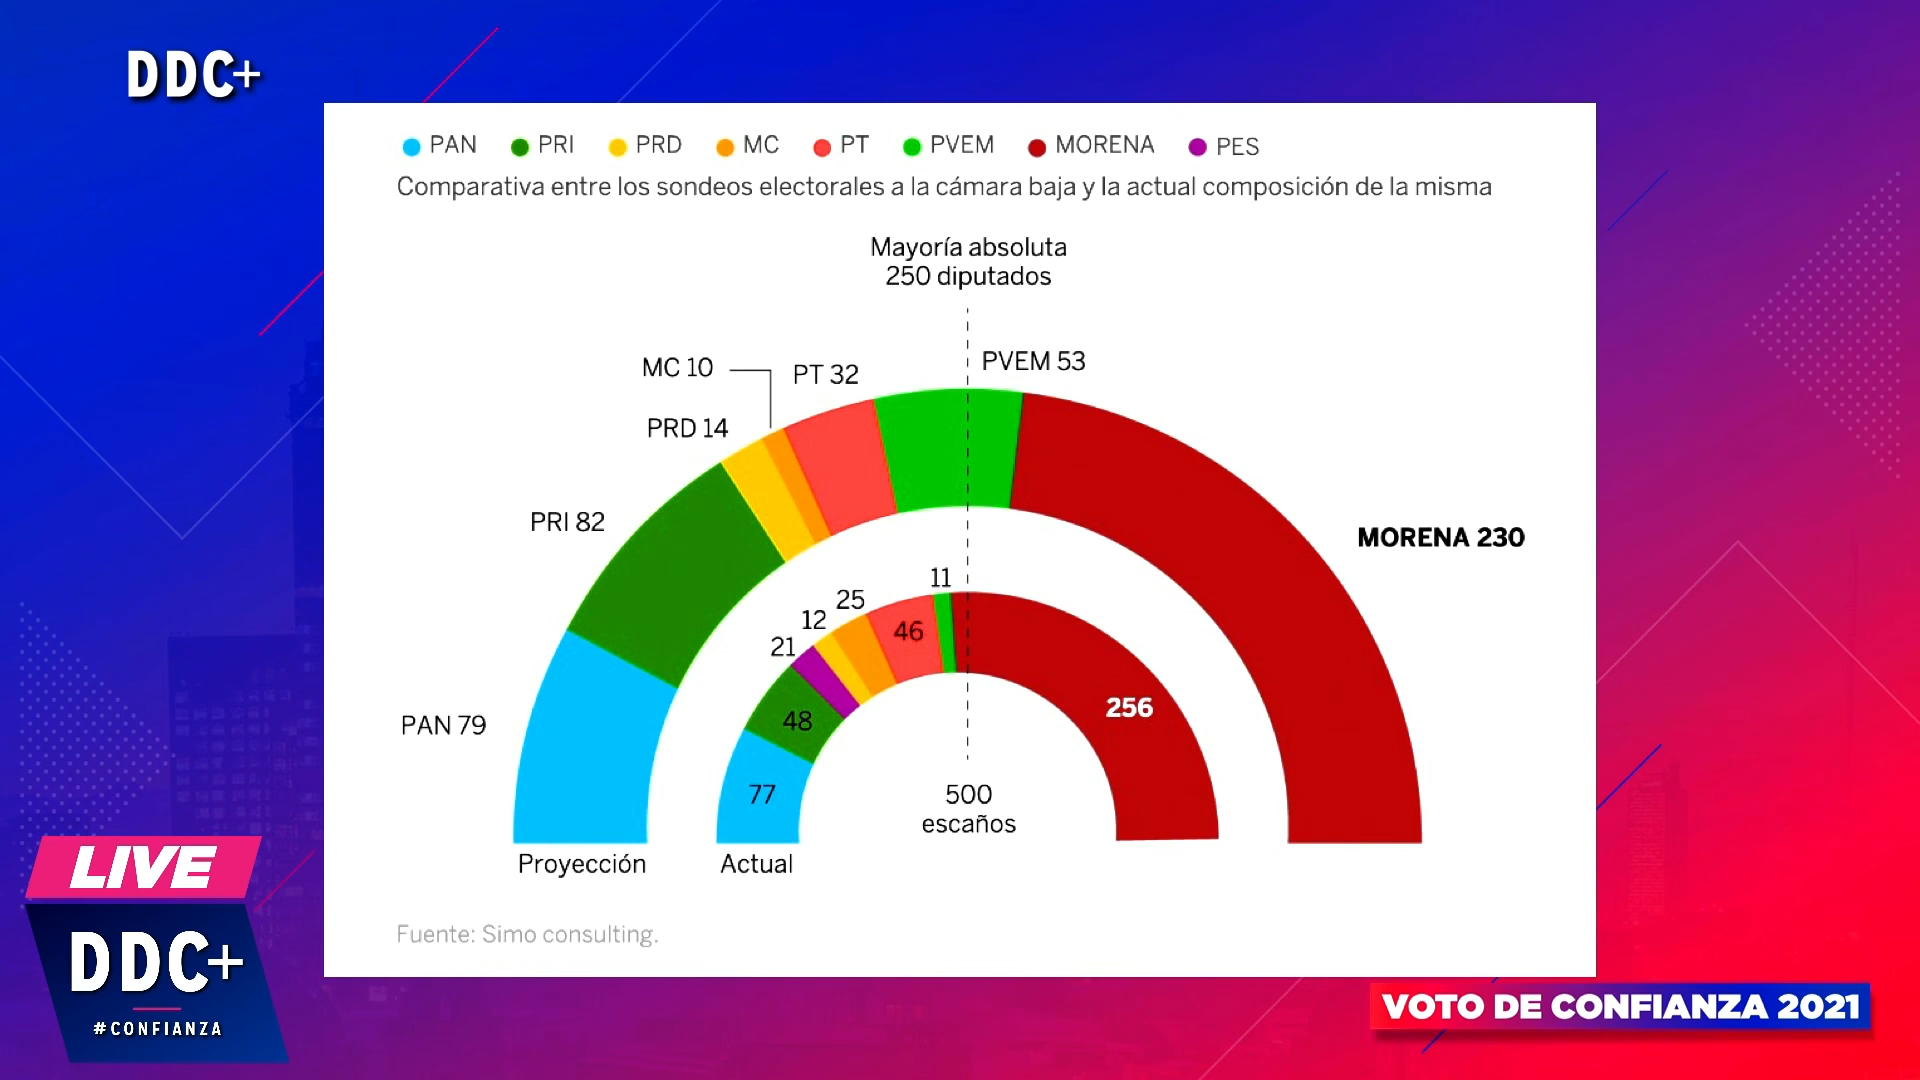 DDC+
PAN PRI PRD MC PT PVEM MORENA PES
Comparativa entre los sondeos electorales a la cámara baja y la actual composición de la misma
Mayoría absoluta
250 diputados
PVEM 53
MC 10
PT 32
PRD 14
PRI 82
MORENA 230
PAN 79
11
25
12
21
46
48
256
77
500
escaños
Proyección
Actual
Fuente: Simo consulting.
LIVE
DDC+
#CONFIANZA
VOTO DE CONFIANZA 2021